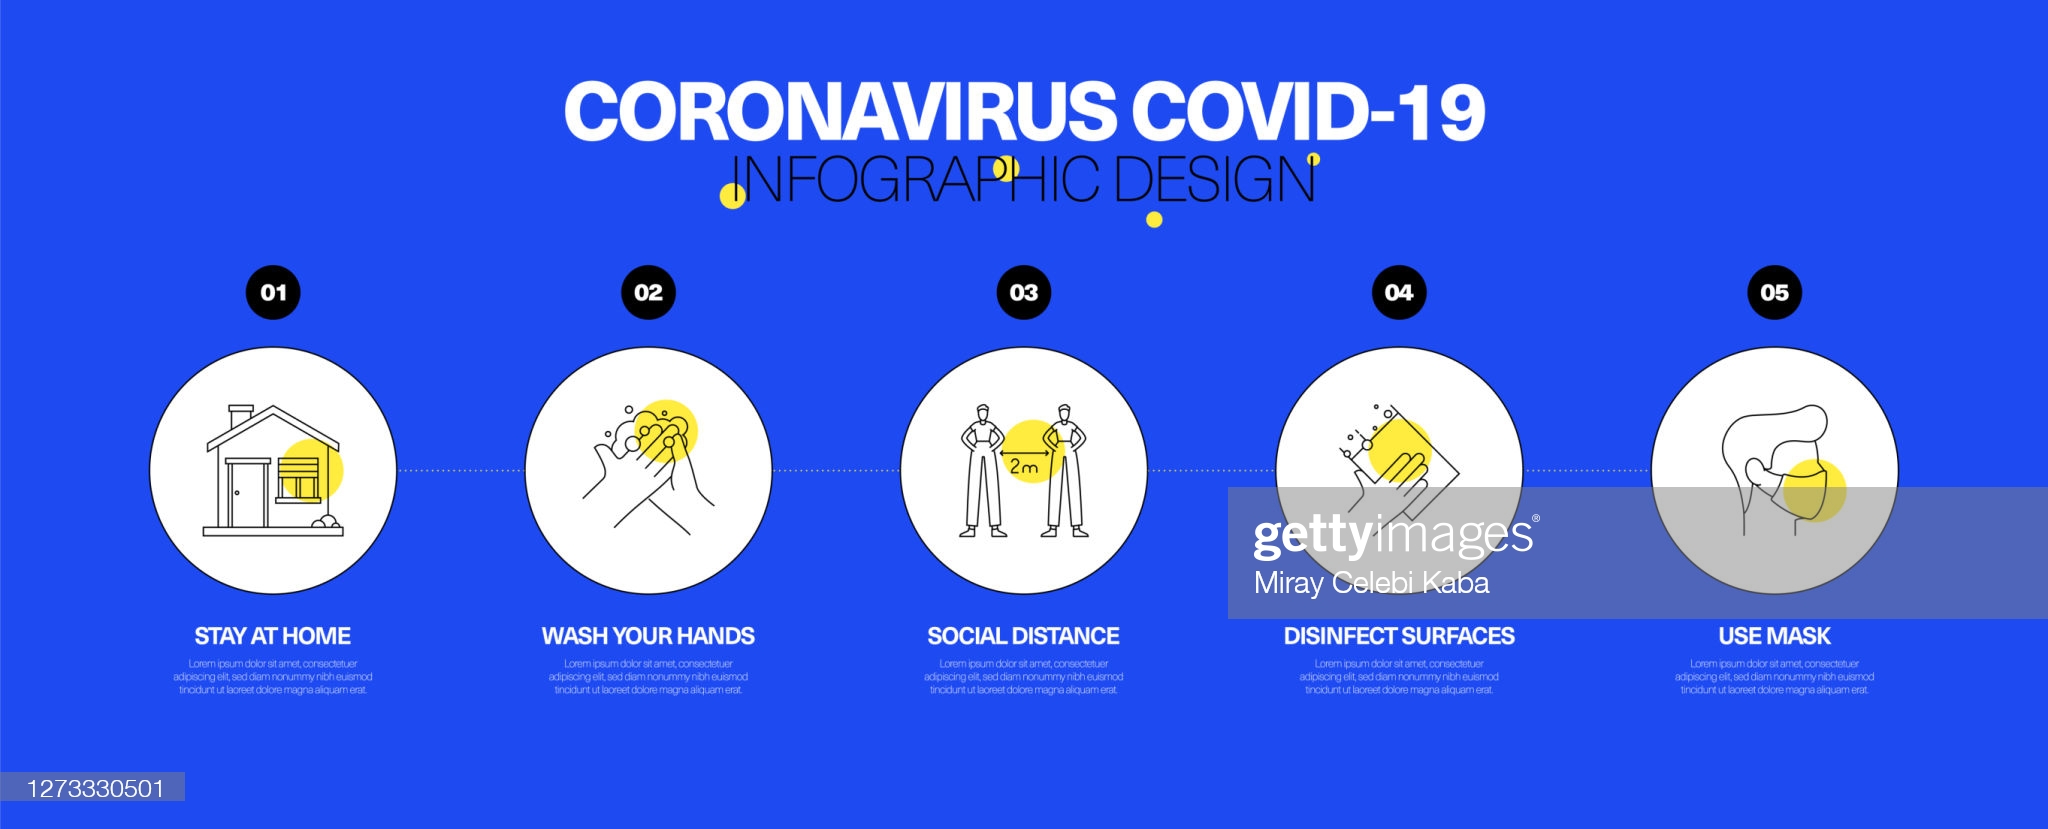 CORONAVIRUS COVID-19
INFOGRAPHIC DESIGN
01
02
03
04
05
2m
gettyimages®
Miray Celebi Kaba
STAY AT HOME
Lorem ipsum dolor sit amet, consectetuer
adipiscing elit, sed diam nonummy nibh euismod
tincidunt ut laoreet dolore magna aliquam erat.
WASH YOUR HANDS
Lorem ipsum dolor sit amet, consectetuer
adipiscing elit, sed diam nonummy nibh euismod
tincidunt ut laoreet dolore magna aliquam erat.
SOCIAL DISTANCE
Lorem ipsum dolor sit amet, consectetuer
adipiscing elit, sed diam nonummy nibh euismod
tincidunt ut laoreet dolore magna aliquam erat.
DISINFECT SURFACES
Lorem ipsum dolor sit amet, consectetuer
adipiscing elit, sed diam nonummy nibh euismod
tincidunt ut laoreet dolore magna aliquam erat.
USE MASK
Lorem ipsum dolor sit amet, consectetuer
adipiscing elit, sed diam nonummy nibh euismod
tincidunt ut laoreet dolore magna aliquam erat.
1273330501